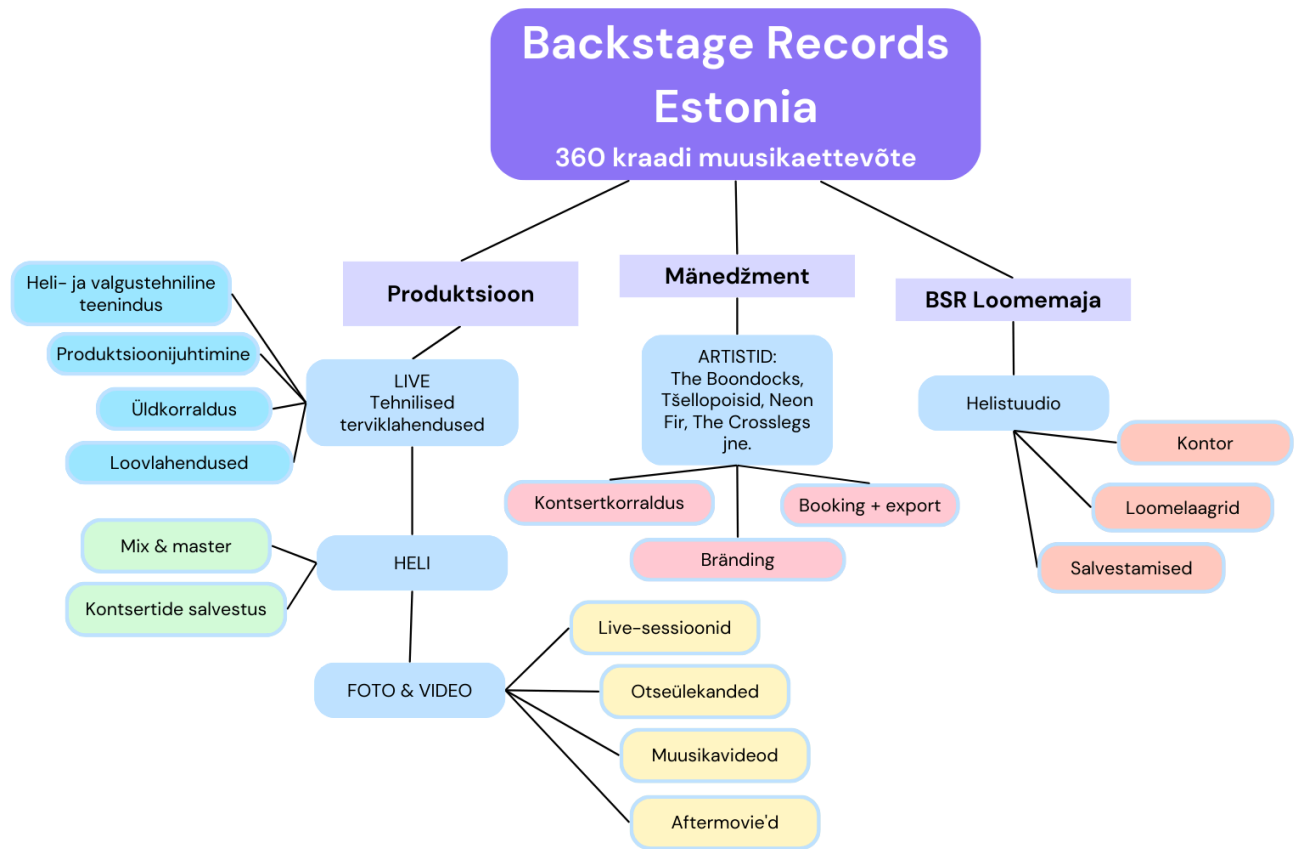 Backstage Records
Estonia
360 kraadi muusikaettevõte
Produktsioon
Mänedžment
BSR Loomemaja
Heli- ja valgustehniline
teenindus
Produktsioonijuhtimine
Üldkorraldus
Loovlahendused
LIVE
Tehnilised
terviklahendused
Mix & master
Kontsertide salvestus
HELI
FOTO & VIDEO
Live-sessioonid
Otseülekanded
Muusikavideod
Aftermovie'd
ARTISTID:
The Boondocks,
Tšellopoisid, Neon
Fir, The Crosslegs
jne.
Kontsertkorraldus
Bränding
Booking + export
Helistuudio
Kontor
Loomelaagrid
Salvestamised